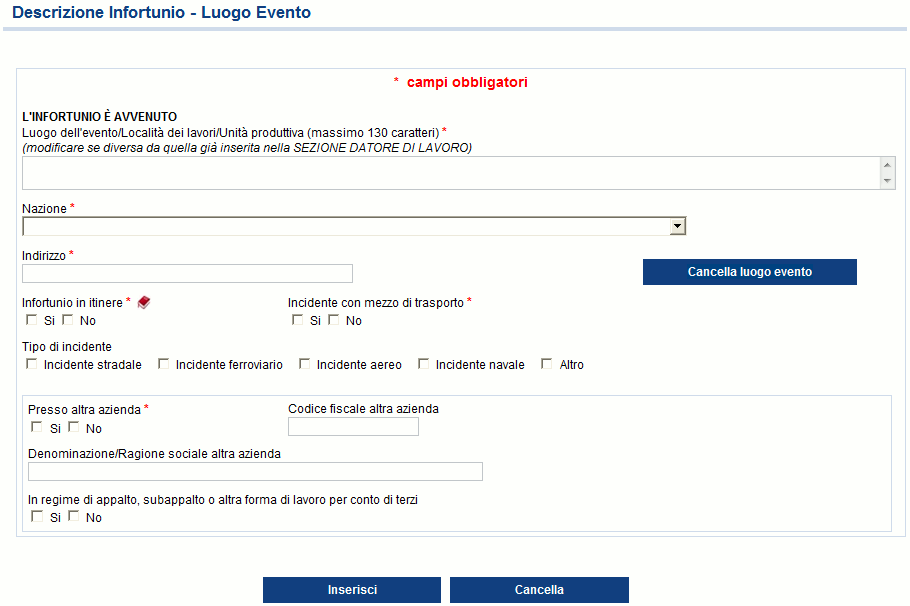 Descrizione Infortunio - Luogo Evento
* campi obbligatori
L'INFORTUNIO È AVVENUTO
Luogo dell'evento/Località dei lavori/Unità produttiva (massimo 130 caratteri) *
(modificare se diversa da quella già inserita nella SEZIONE DATORE DI LAVORO)
Nazione *
Indirizzo *
Cancella luogo evento
Infortunio in itinere * Incidente con mezzo di trasporto *
Si No Si No
Tipo di incidente
Incidente stradale Incidente ferroviario Incidente aereo Incidente navale Altro
Presso altra azienda * Codice fiscale altra azienda
Si No
Denominazione/Ragione sociale altra azienda
In regime di appalto, subappalto o altra forma di lavoro per conto di terzi
Si No
Inserisci Cancella